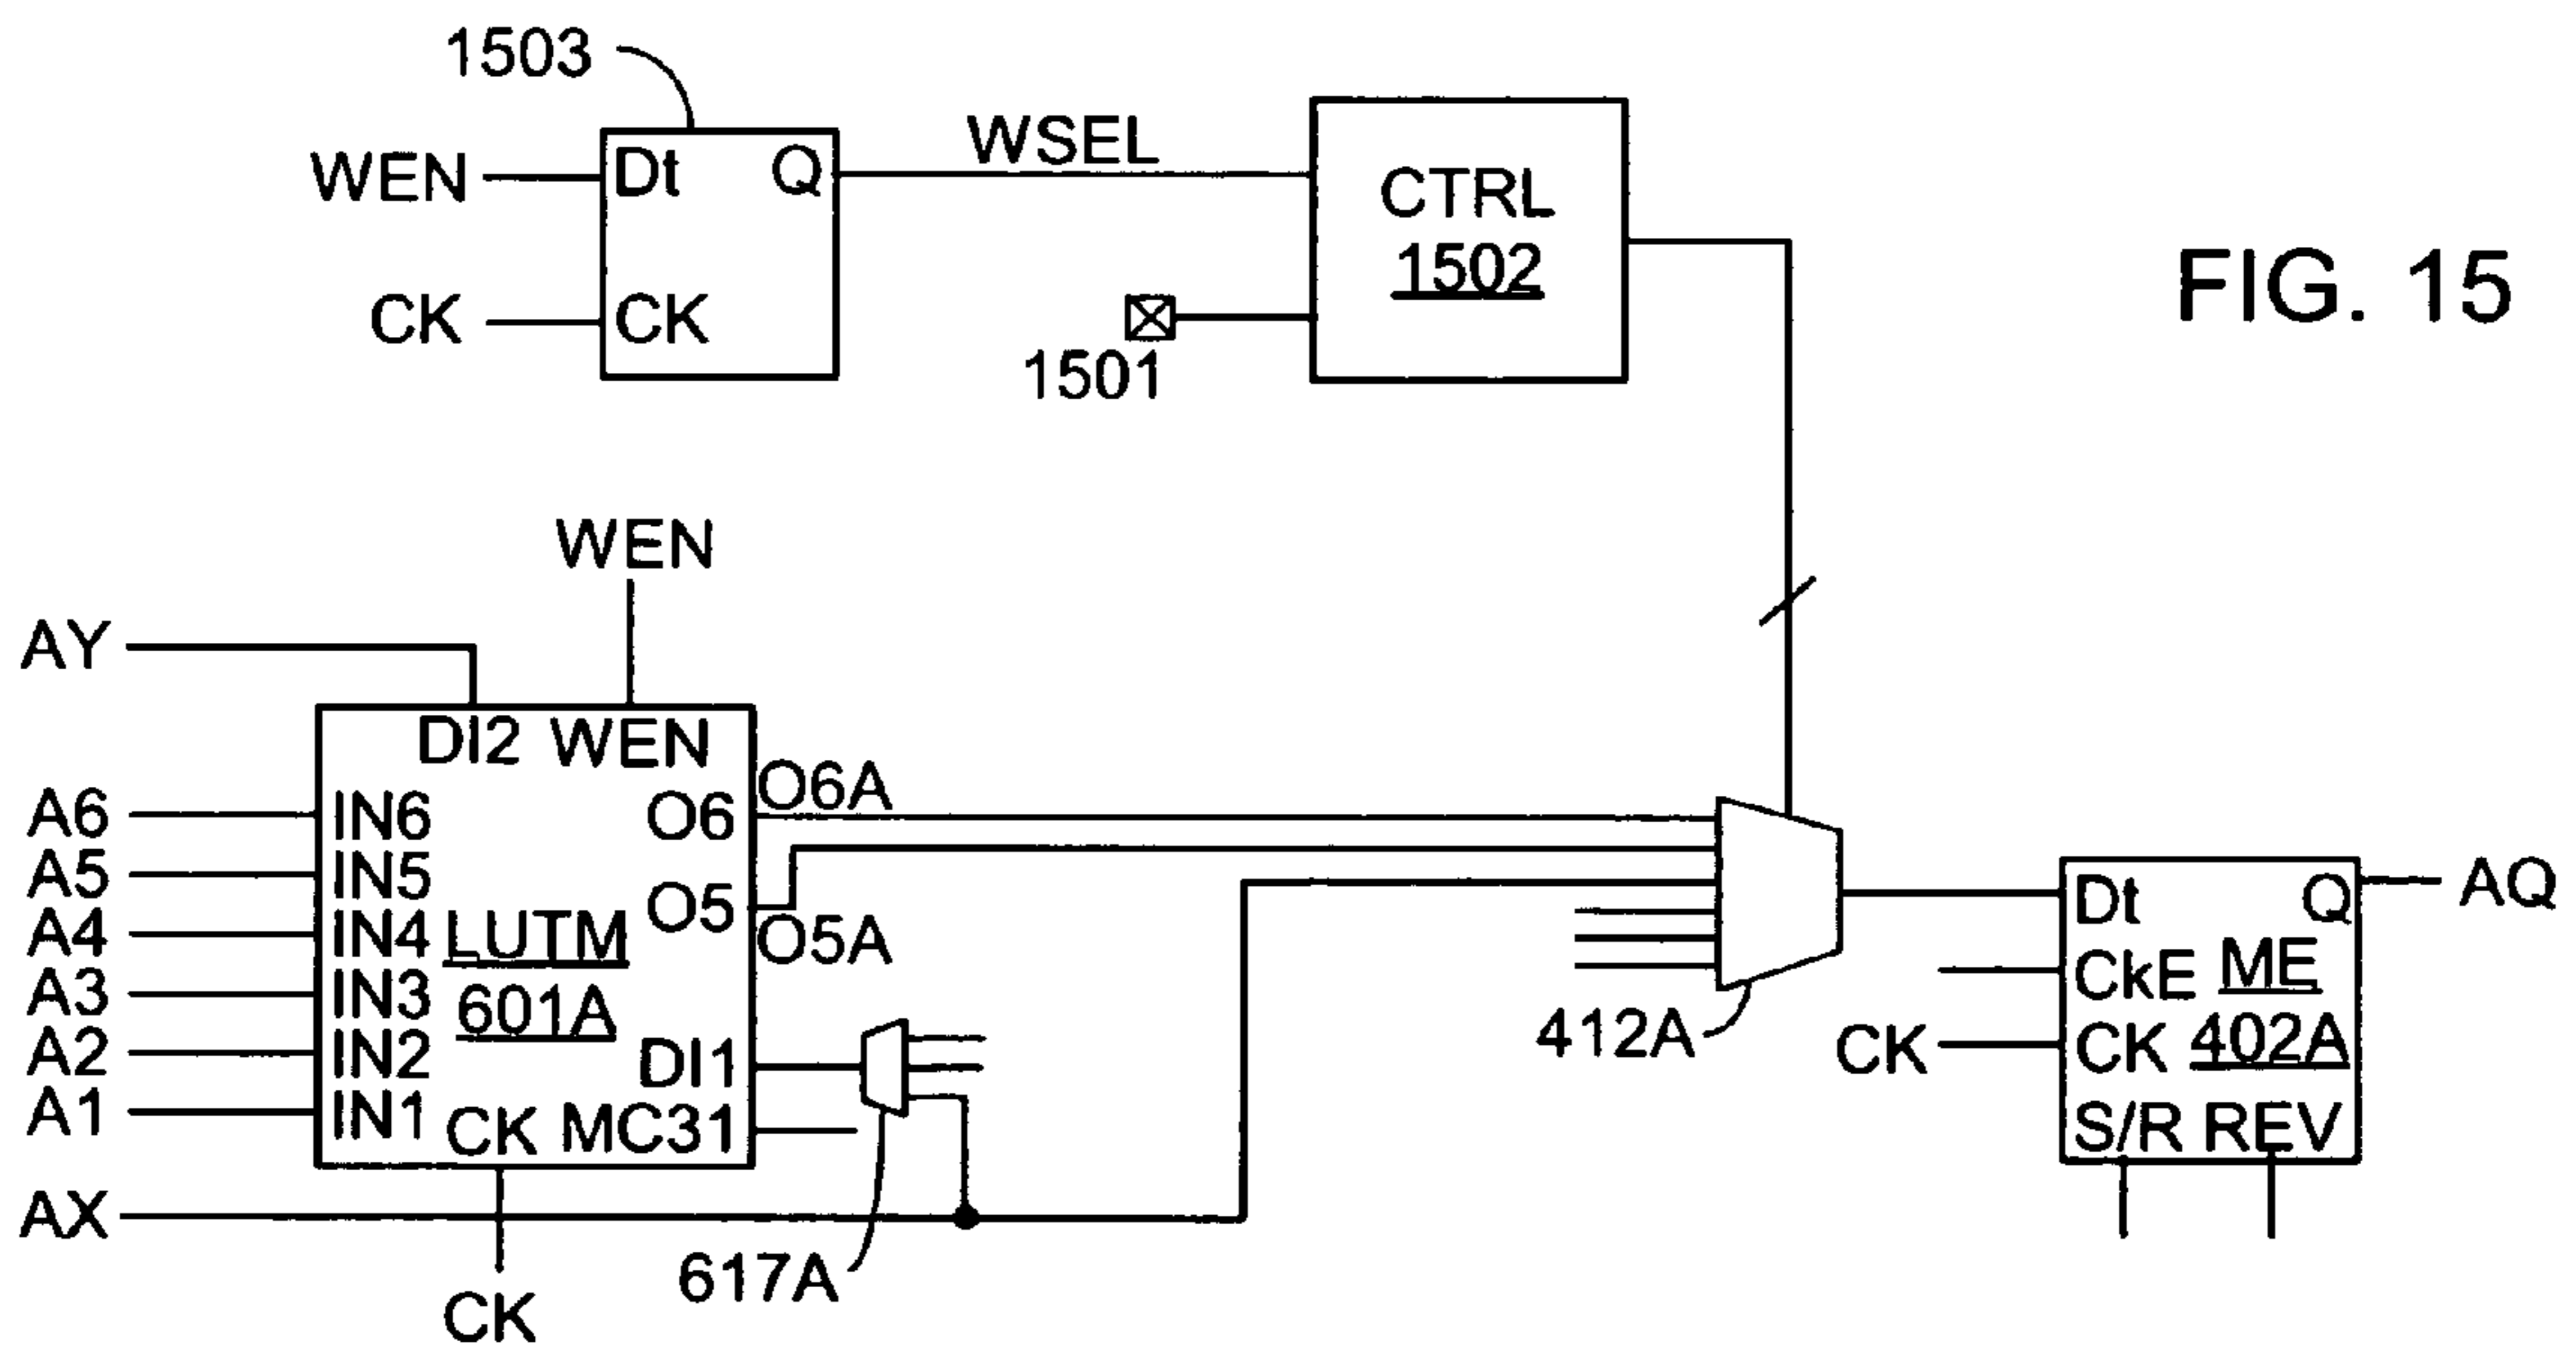 1503
WEN
Dt
Q
WSEL
CK
CK
CTRL
1502
1501
FIG. 15
WEN
AY
DI2
WEN
A6
IN6
O6
O6A
A5
IN5
O5
O5A
A4
IN4
LUTM
601A
A3
IN3
A2
IN2
DI1
A1
IN1
CK
MC31
AX
CK
617A
412A
Dt
Q
AQ
CkE
ME
402A
CK
CK
S/R
REV